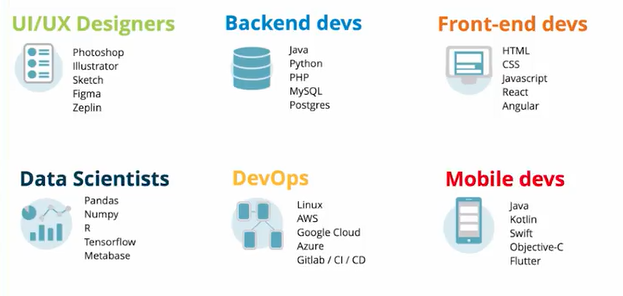 UI/UX Designers
Photoshop
Illustrator
Sketch
Figma
Zeplin
Backend devs
Java
Python
PHP
MySQL
Postgres
Front-end devs
HTML
CSS
Javascript
React
Angular
Data Scientists
Pandas
Numpy
R
Tensorflow
Metabase
DevOps
Linux
AWS
Google Cloud
Azure
Gitlab / CI / CD
Mobile devs
Java
Kotlin
Swift
Objective-C
Flutter